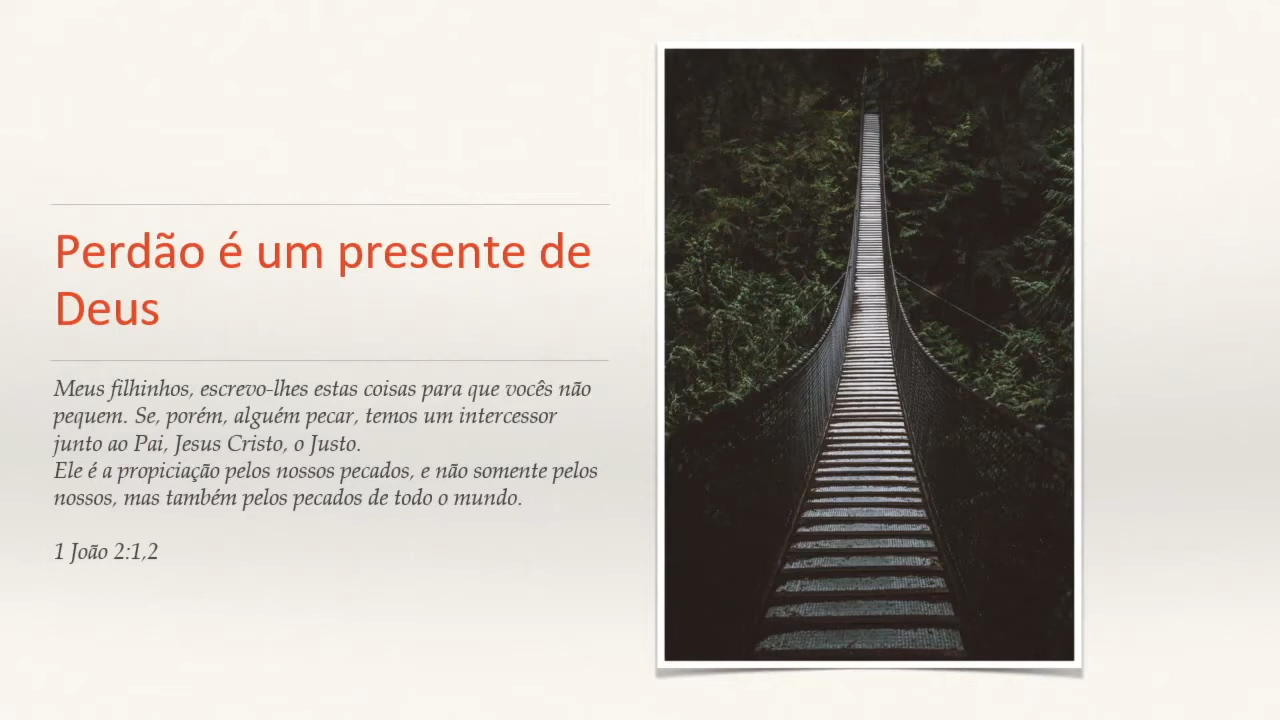 Perdão é um presente de
Deus
Meus filhinhos, escrevo-lhes estas coisas para que vocês não
pequem. Se, porém, alguém pecar, temos um intercessor
junto ao Pai, Jesus Cristo, o Justo.
Ele é a propiciação pelos nossos pecados, e não somente pelos
nossos, mas também pelos pecados de todo o mundo.
1 João 2:1,2